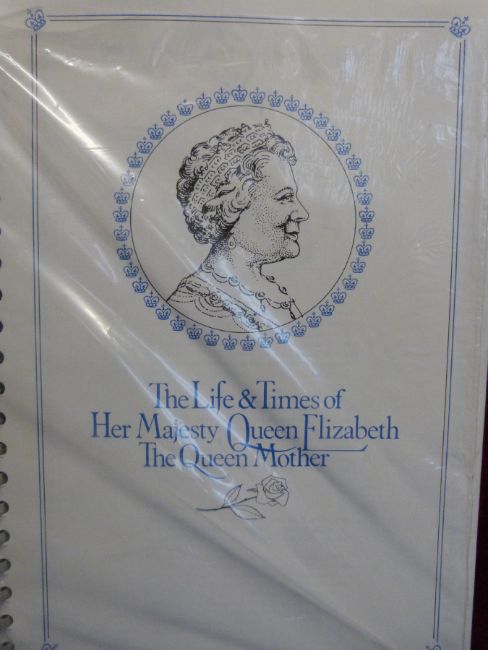 The Life & Times of
Her Majesty Queen Elizabeth
The Queen Mother